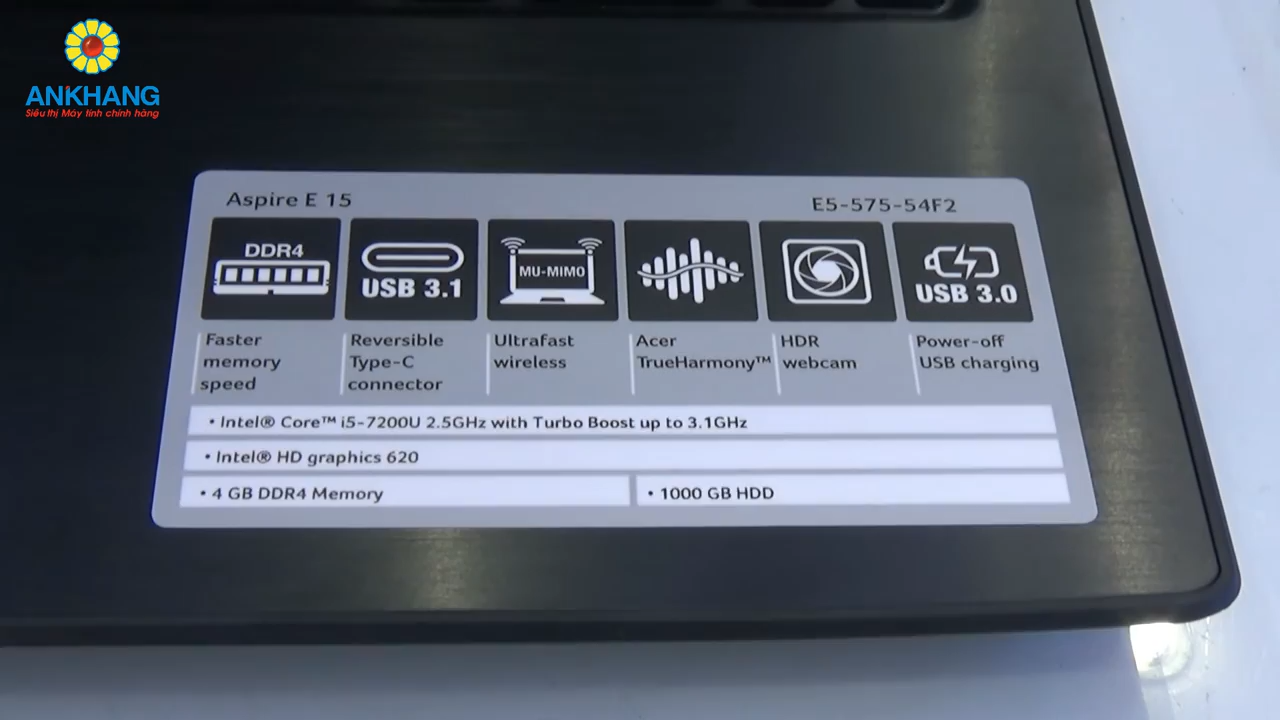 ANKHANG
Siêu thị Máy tính chính hãng
Aspire E 15
E5-575-54F2
DDR4
USB 3.1
MU-MIMO
USB 3.0
Faster
memory
speed
Reversible
Type-C
connector
Ultrafast
wireless
Acer
TrueHarmony™
HDR
webcam
Power-off
USB charging
• Intel® Core™ i5-7200U 2.5GHz with Turbo Boost up to 3.1GHz
• Intel® HD graphics 620
• 4 GB DDR4 Memory
• 1000 GB HDD